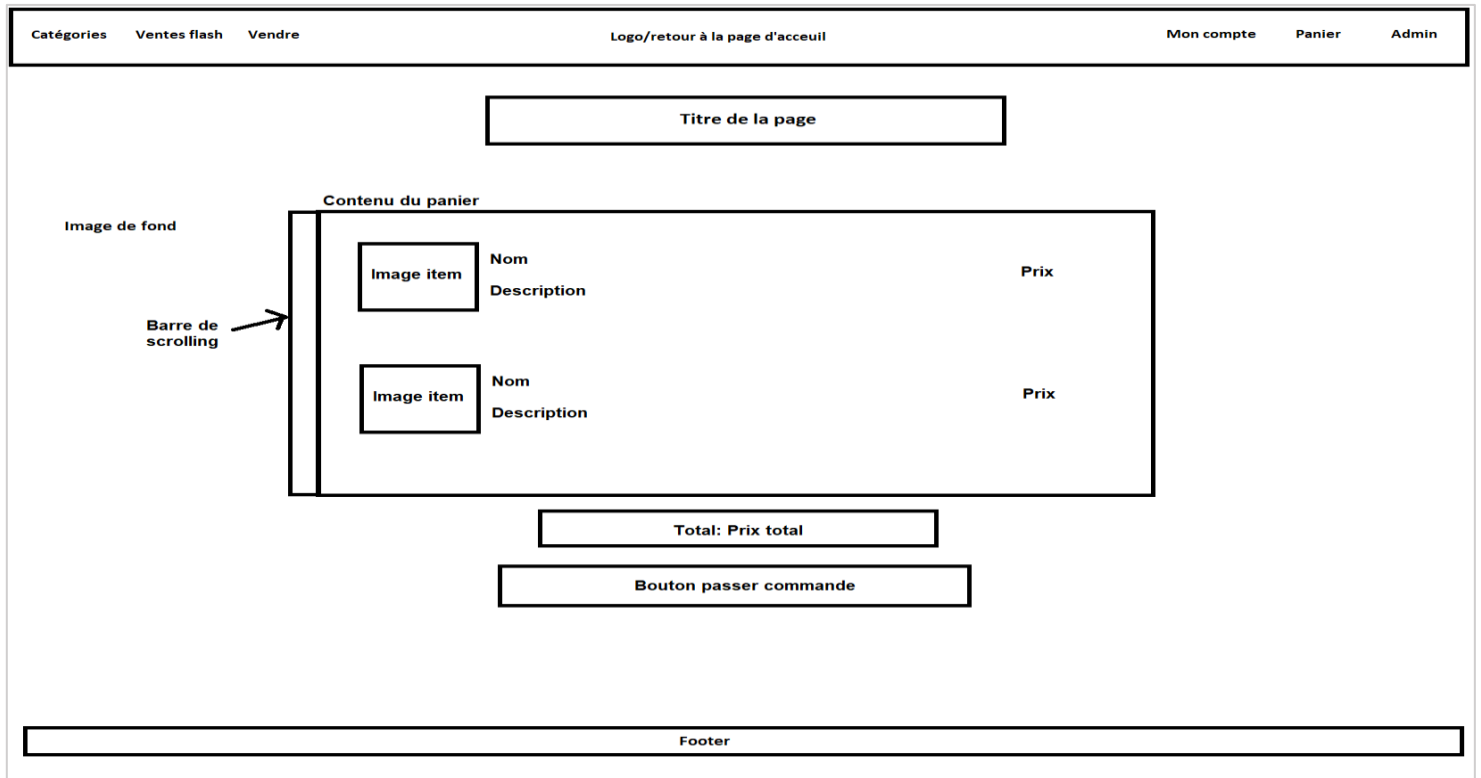 Catégories Ventes flash Vendre Logo/retour à la page d'acceuil Mon compte Panier Admin
Titre de la page
Contenu du panier
Image de fond
Image item
Nom
Description
Prix
Barre de
scrolling
Image item
Nom
Description
Prix
Total: Prix total
Bouton passer commande
Footer